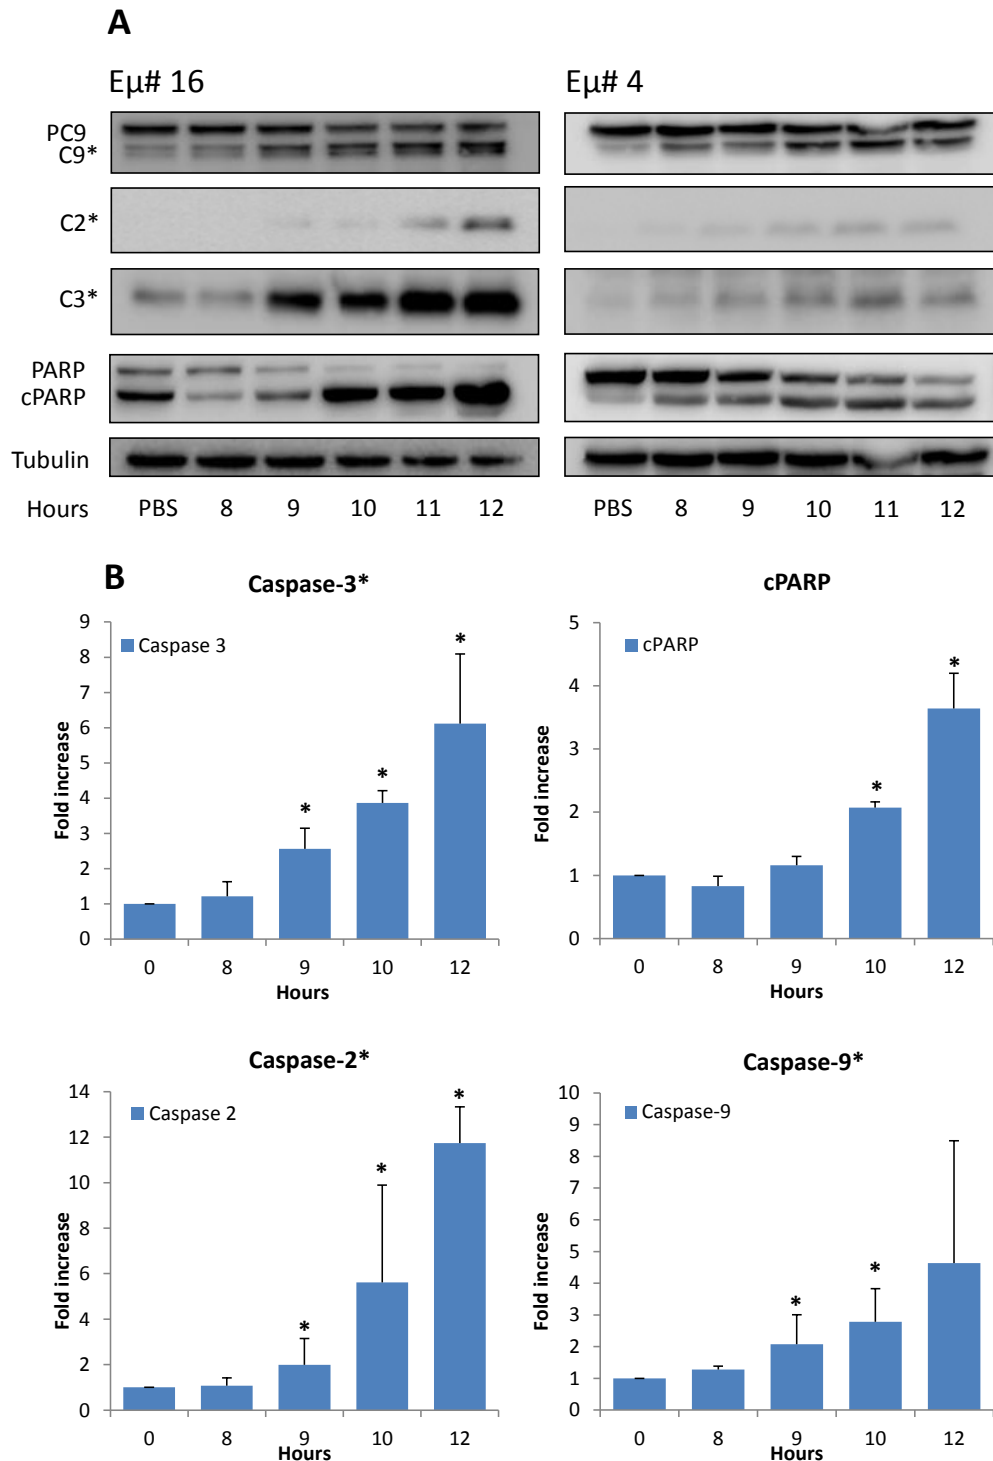 A
Eμ# 16
Eμ# 4
PC9
C9*
C2*
C3*
PARP
cPARP
Tubulin
Hours PBS 8 9 10 11 12 PBS 8 9 10 11 12
B
Caspase-3*
9
8
7
6
5
4
3
2
1
0
Fold increase
Caspase 3
* * *
0 8 9 10 12
Hours
cPARP
5
4
3
2
1
0
Fold increase
cPARP
* *
0 8 9 10 12
Hours
Caspase-2*
14
12
10
8
6
4
2
0
Fold increase
Caspase 2
* * *
0 8 9 10 12
Hours
Caspase-9*
10
9
8
7
6
5
4
3
2
1
0
Fold increase
Caspase-9
* *
0 8 9 10 12
Hours